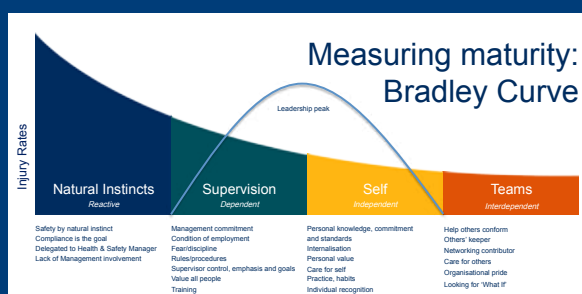 Measuring maturity:
Bradley Curve
Leadership peak
Injury Rates
Natural Instincts
Reactive
Supervision
Dependent
Self
Independent
Teams
Interdependent
Safety by natural instinct
Compliance is the goal
Delegated to Health & Safety Manager
Lack of Management involvement
Management commitment
Condition of employment
Fear/discipline
Rules/procedures
Supervisor control, emphasis and goals
Value all people
Training
Personal knowledge, commitment
and standards
Internalisation
Personal value
Care for self
Practice, habits
Individual recognition
Help others conform
Others' keeper
Networking contributor
Care for others
Organisational pride
Looking for 'What If'